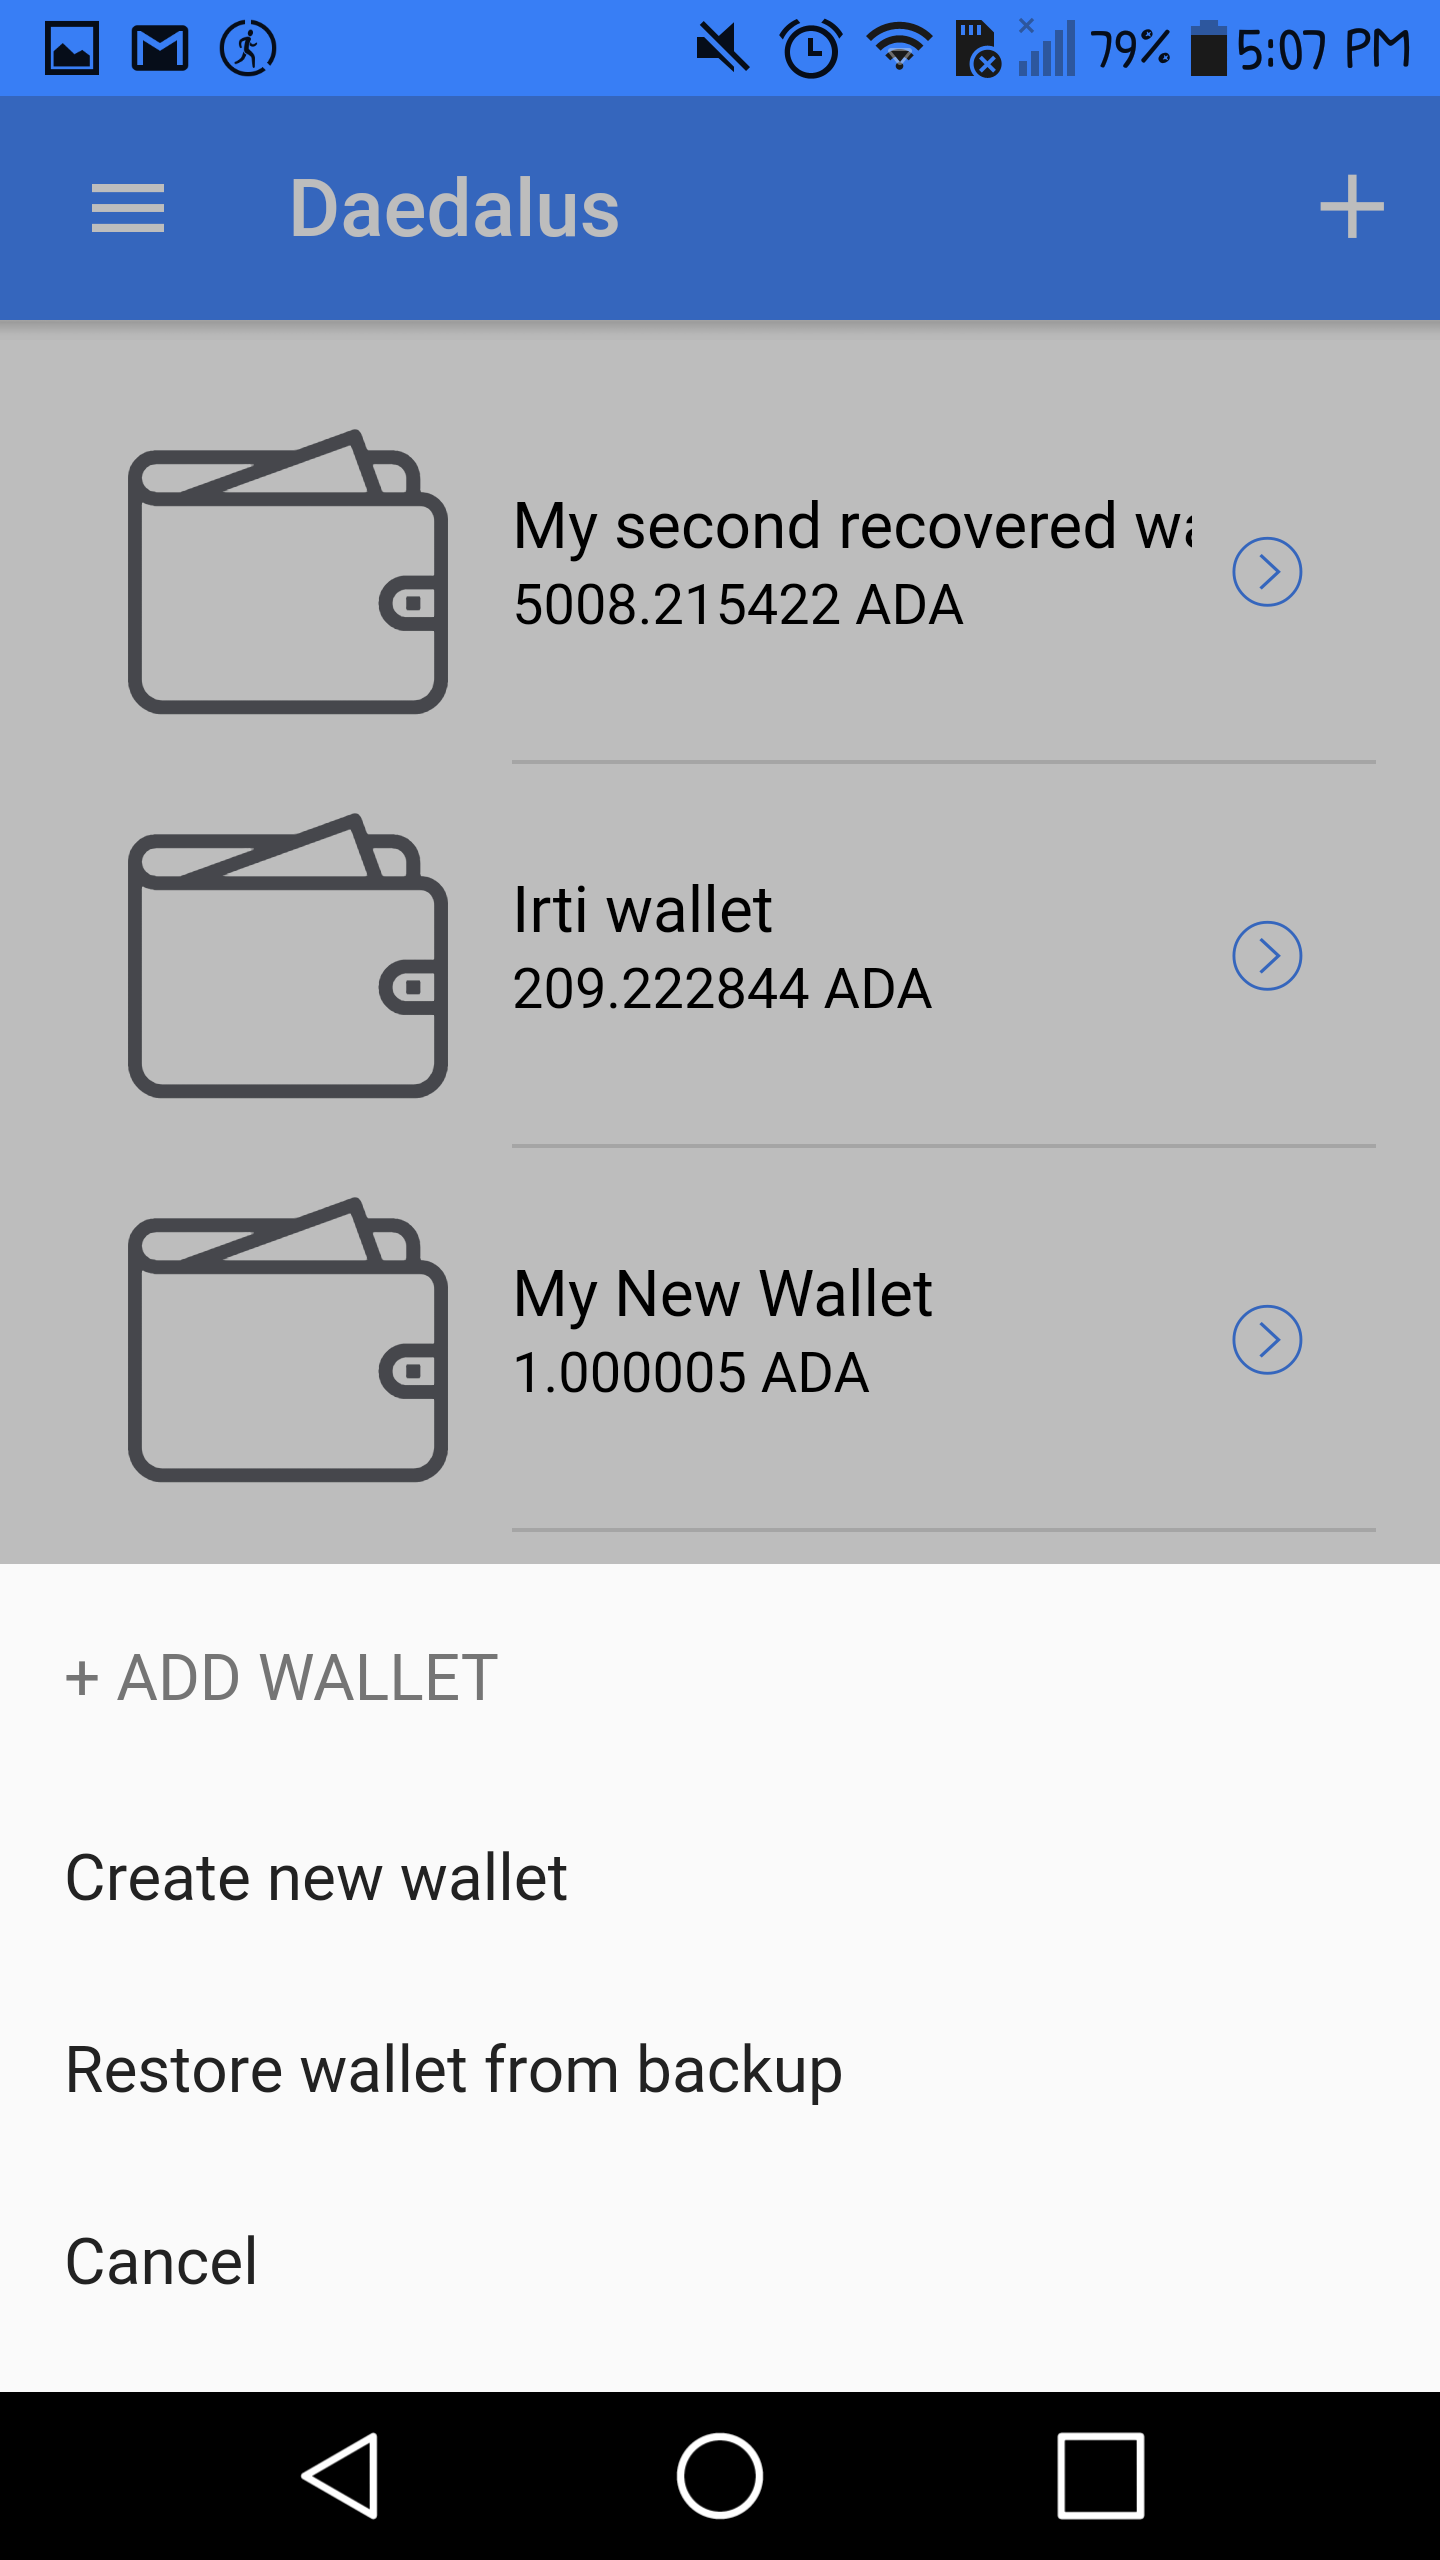 79% 5:07 PM
Daedalus
My second recovered
5008.215422 ADA
Irti wallet
209.222844 ADA
My New Wallet
1.000005 ADA
+ ADD WALLET
Create new wallet
Restore wallet from backup
Cancel